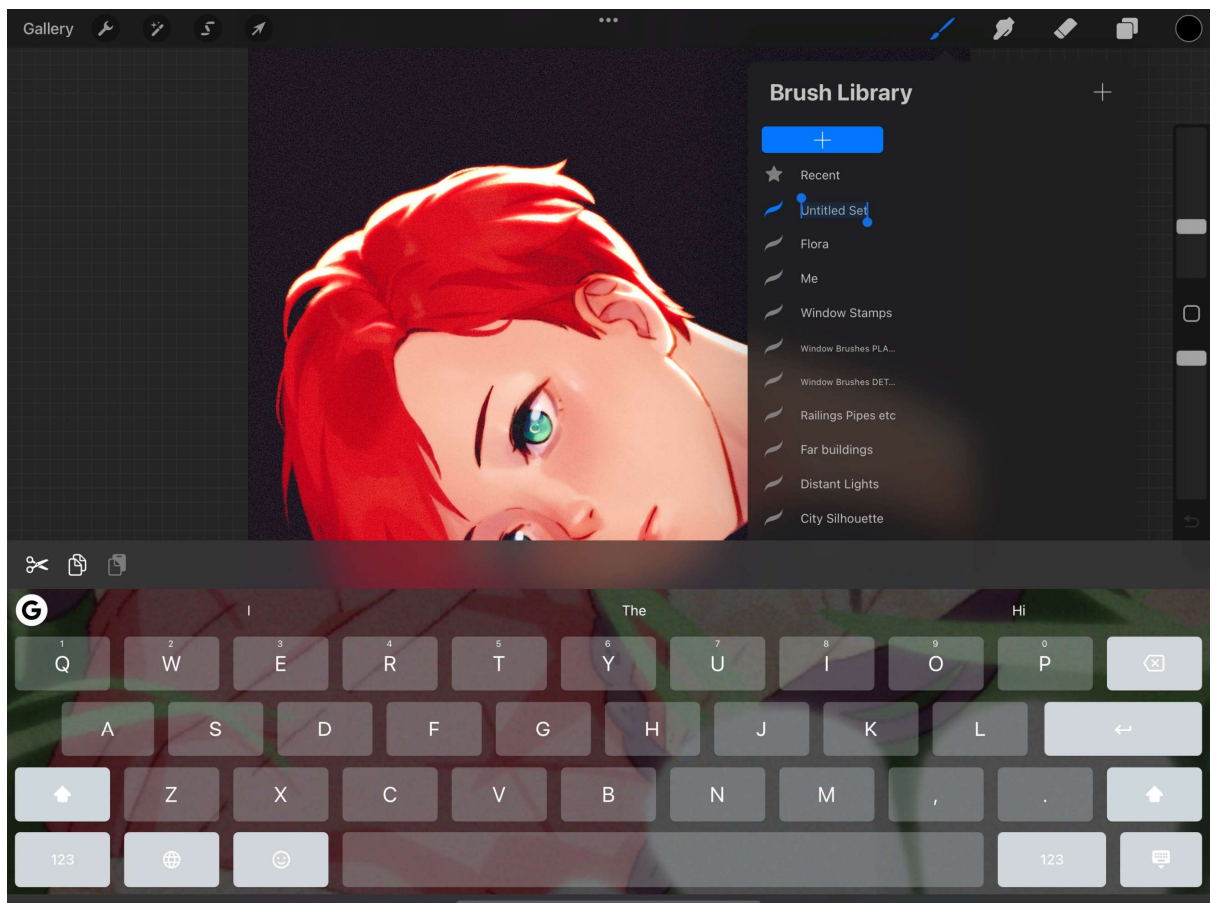 Gallery
Brush Library
Recent
Untitled Set
Flora
Me
Window Stamps
Window Brushes PLA...
Window Brushes DET...
Railings Pipes etc
Far buildings
Distant Lights
City Silhouette
G
I The Hi
1 2 3 4 5 6 7 8 9 0
Q W E R T Y U I O P
A S D F G H J K L
Z X C V B N M , .
123 123